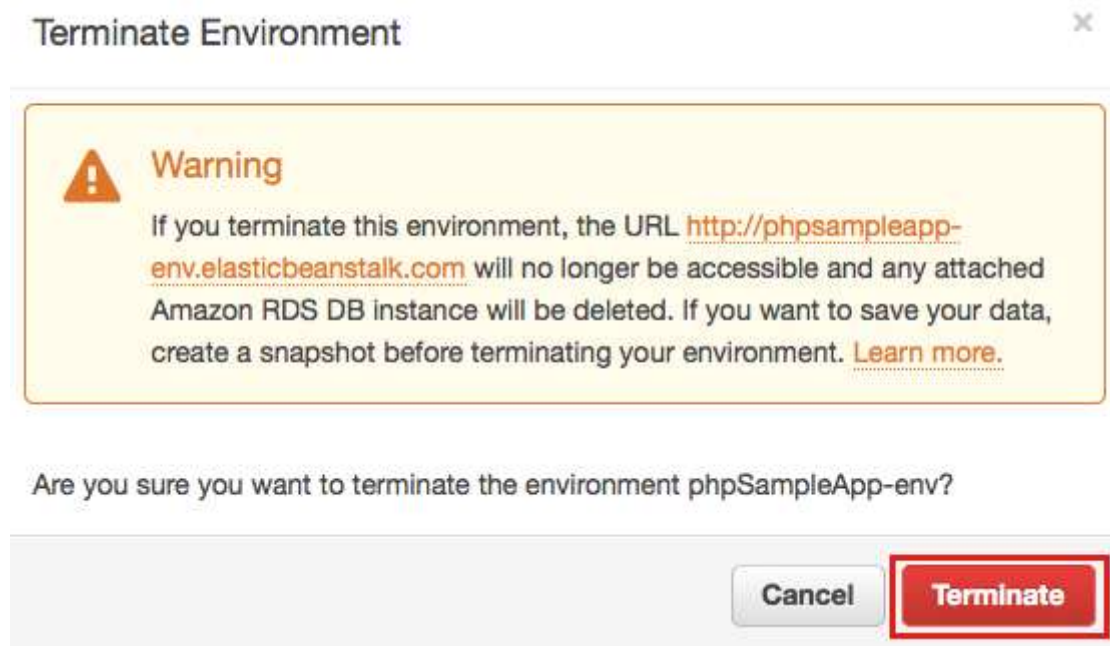 Terminate Environment
×
Warning
If you terminate this environment, the URL http://phpsampleapp-
env.elasticbeanstalk.com will no longer be accessible and any attached
Amazon RDS DB instance will be deleted. If you want to save your data,
create a snapshot before terminating your environment. Learn more.
Are you sure you want to terminate the environment phpSampleApp-env?
Cancel Terminate